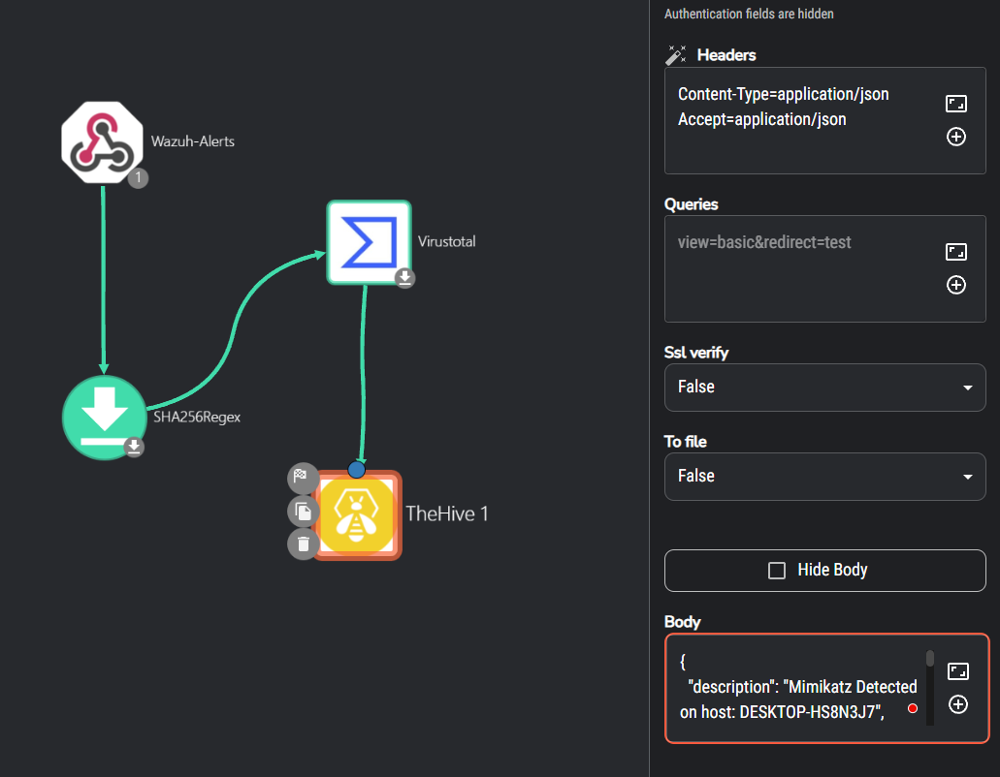 Authentication fields are hidden
Headers
Content-Type=application/json
Accept=application/json
Queries
view=basic&redirect=test
Ssl verify
False
To file
False
Hide Body
Body
{
"description": "Mimikatz Detected
on host: DESKTOP-HS8N3J7",
Wazuh-Alerts
1
Virustotal
SHA256Regex
TheHive 1